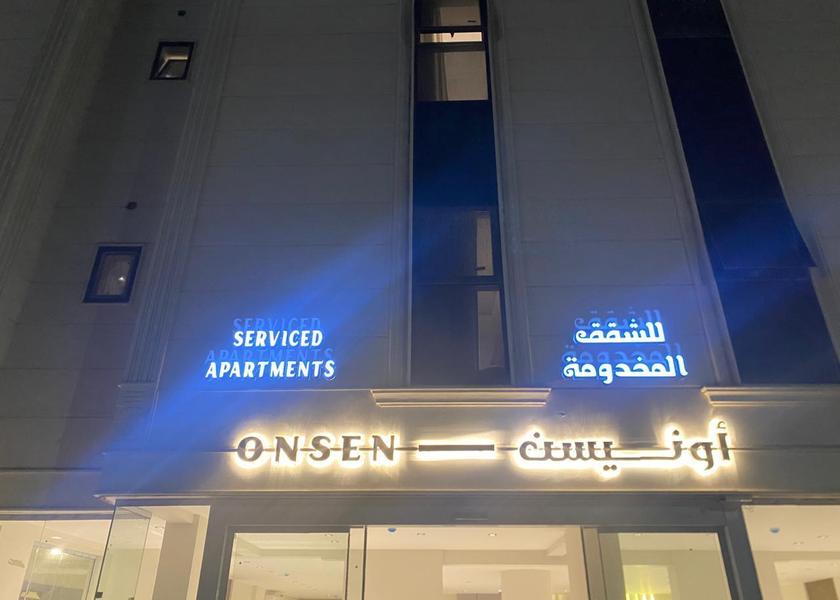 SERVICED
APARTMENTS
للشقق
المخدومة
ONSEN — أونيسن